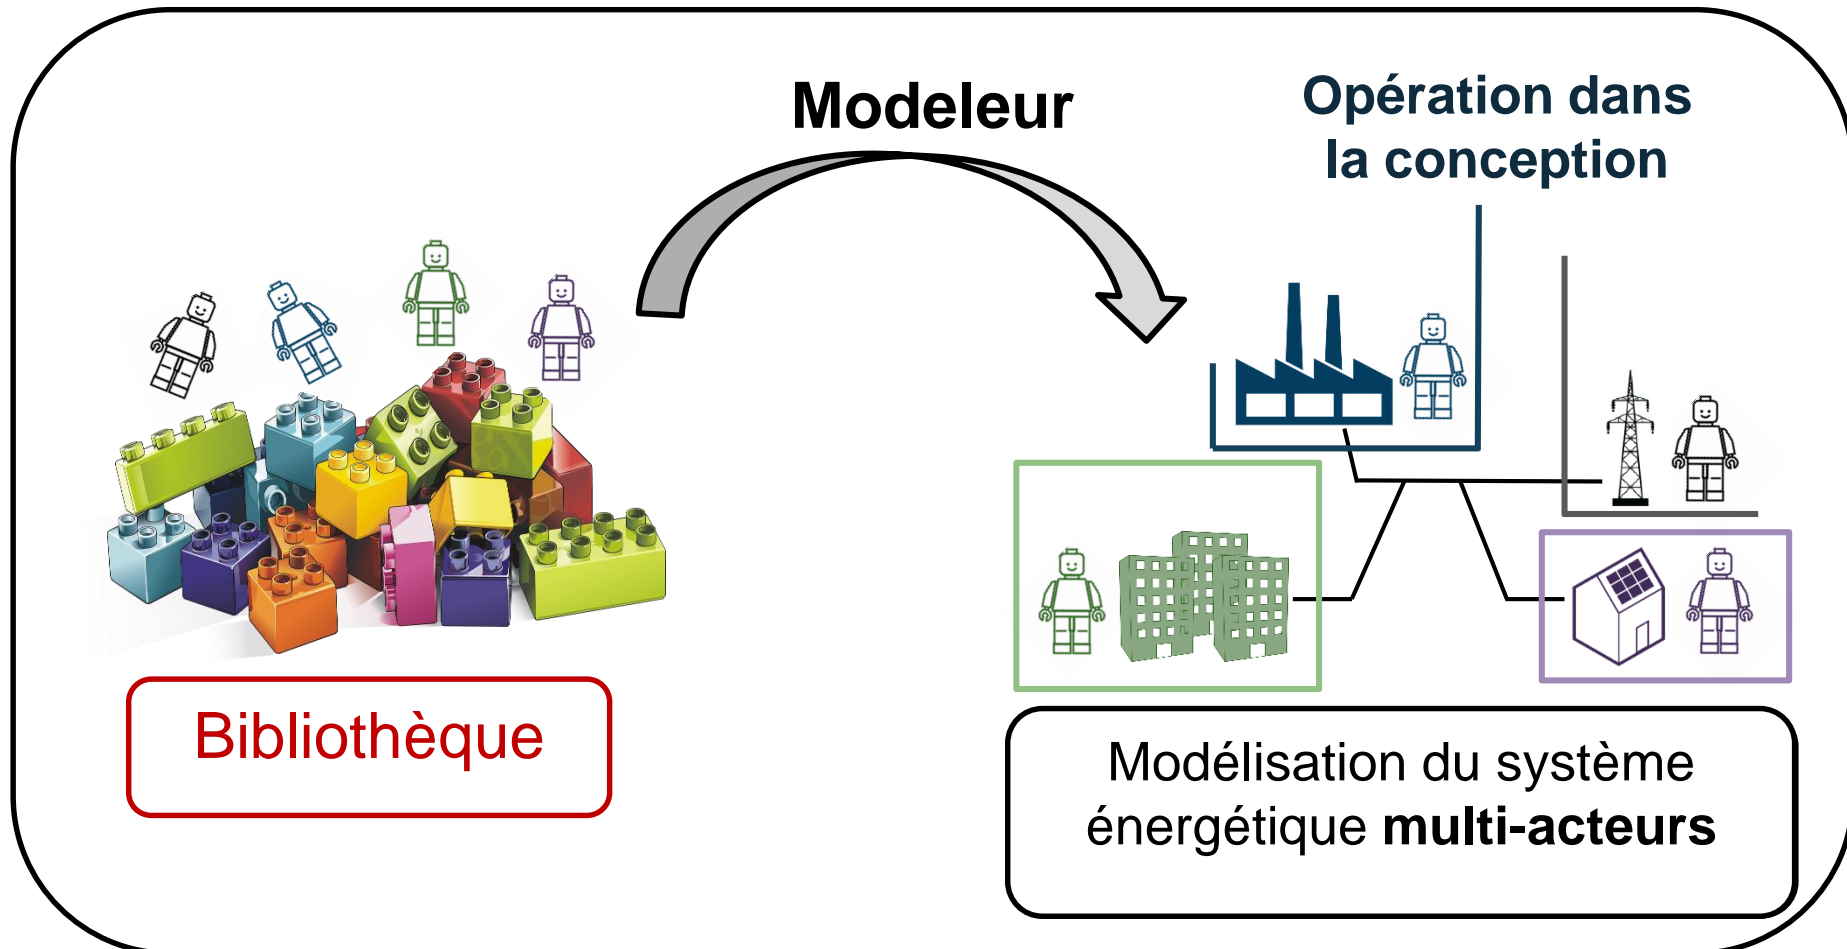 Modeleur
Opération dans
la conception
Bibliothèque
Modélisation du système
énergétique multi-acteurs